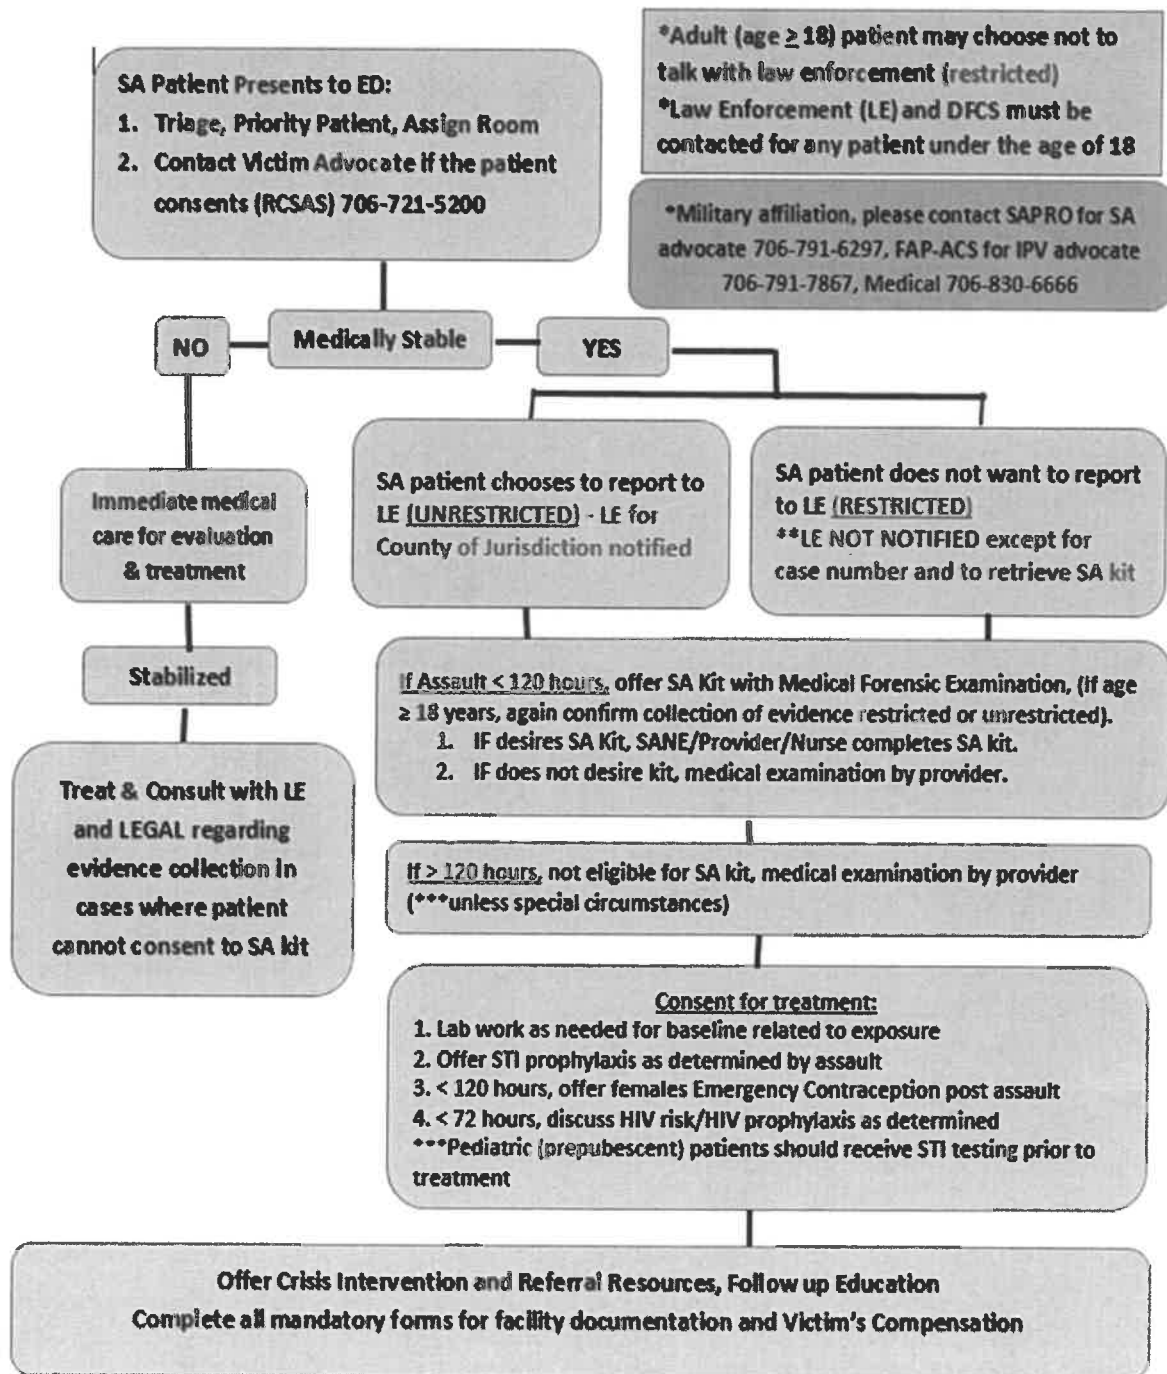 SA Patient Presents to ED:
1. Triage, Priority Patient, Assign Room
2. Contact Victim Advocate if the patient
consents (RCSAS) 706-721-5200
*Adult (age ≥ 18) patient may choose not to
talk with law enforcement (restricted)
*Law Enforcement (LE) and DFCS must be
contacted for any patient under the age of 18
*Military affiliation, please contact SAPRO for SA
advocate 706-791-6297, FAP-ACS for IPV advocate
706-791-7867, Medical 706-830-6666
NO
Medically Stable
YES
Immediate medical
care for evaluation
& treatment
Stabilized
Treat & Consult with LE
and LEGAL regarding
evidence collection in
cases where patient
cannot consent to SA kit
SA patient chooses to report to
LE (UNRESTRICTED) - LE for
County of Jurisdiction notified
SA patient does not want to report
to LE (RESTRICTED)
**LE NOT NOTIFIED except for
case number and to retrieve SA kit
If Assault < 120 hours, offer SA Kit with Medical Forensic Examination, (if age
≥ 18 years, again confirm collection of evidence restricted or unrestricted).
1. IF desires SA Kit, SANE/Provider/Nurse completes SA kit.
2. IF does not desire kit, medical examination by provider.
If > 120 hours, not eligible for SA kit, medical examination by provider
(***unless special circumstances)
Consent for treatment:
1. Lab work as needed for baseline related to exposure
2. Offer STI prophylaxis as determined by assault
3. < 120 hours, offer females Emergency Contraception post assault
4. < 72 hours, discuss HIV risk/HIV prophylaxis as determined
***Pediatric (prepubescent) patients should receive STI testing prior to
treatment
Offer Crisis Intervention and Referral Resources, Follow up Education
Complete all mandatory forms for facility documentation and Victim's Compensation